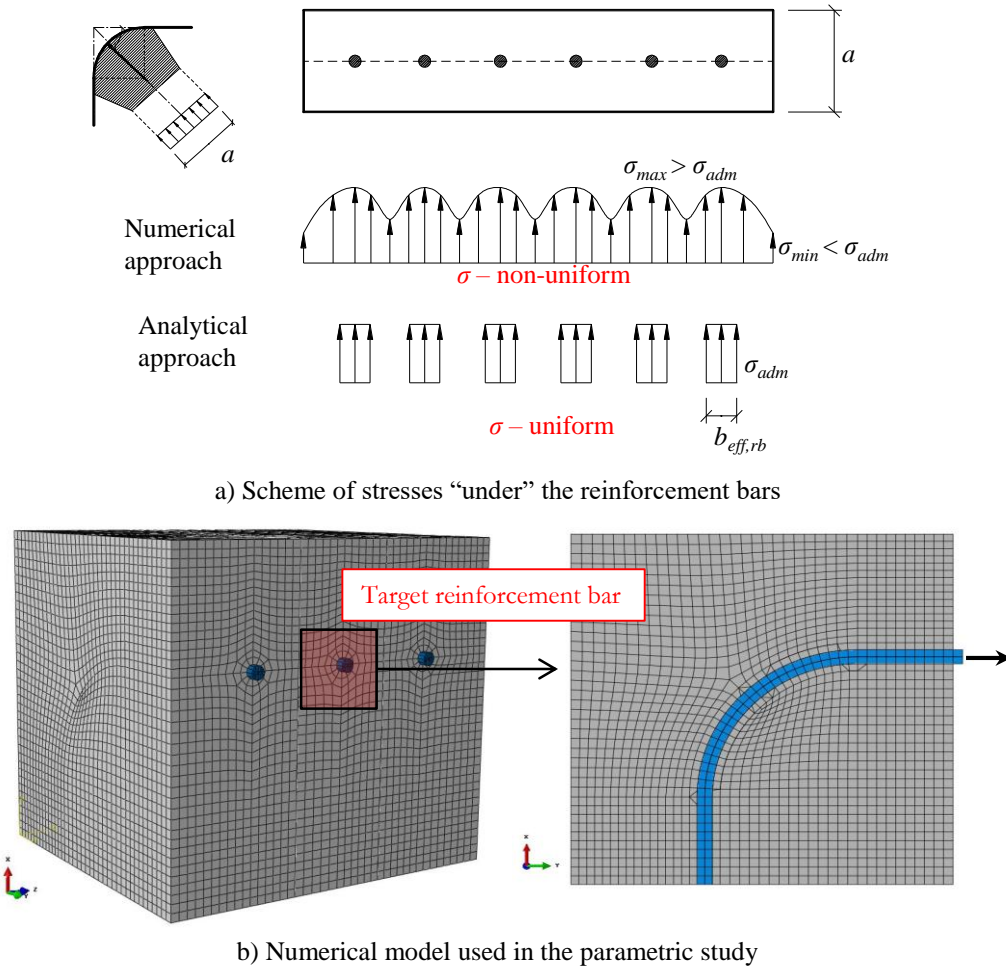 a
a
σmax > σadm
Numerical
approach
σmin < σadm
σ – non-uniform
Analytical
approach
σadm
σ – uniform
beff,rb
a) Scheme of stresses “under” the reinforcement bars
Target reinforcement bar
X
Z
Y
X
Y
b) Numerical model used in the parametric study